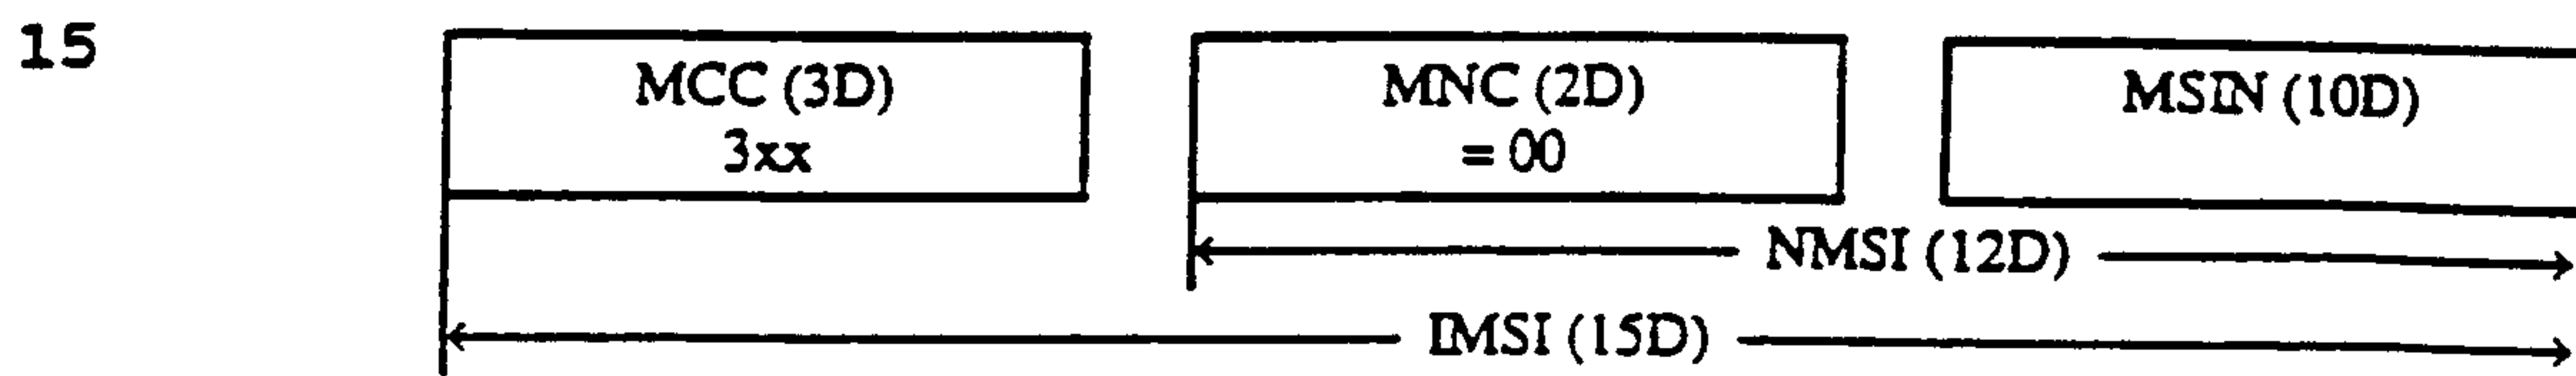 15
MCC (3D)
3xx
MNC (2D)
= 00
MSIN (10D)
NMSI (12D)
IMSI (15D)